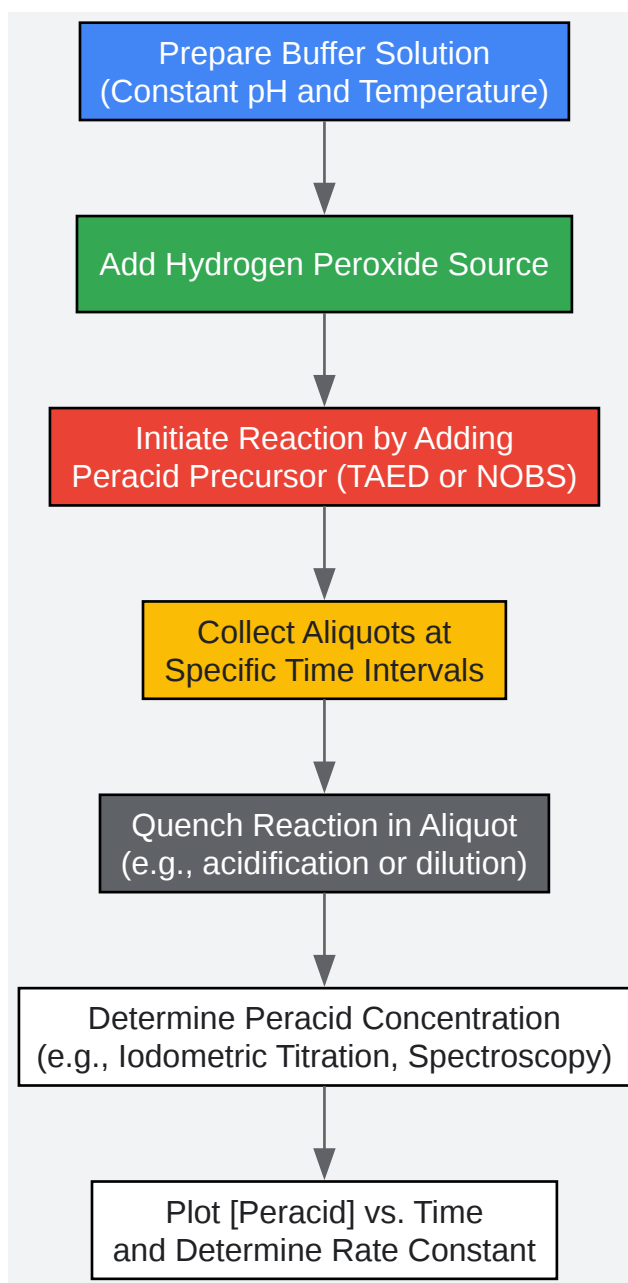 Prepare Buffer Solution
(Constant pH and Temperature)
Add Hydrogen Peroxide Source
Initiate Reaction by Adding
Peracid Precursor (TAED or NOBS)
Collect Aliquots at
Specific Time Intervals
Quench Reaction in Aliquot
(e.g., acidification or dilution)
Determine Peracid Concentration
(e.g., Iodometric Titration, Spectroscopy)
Plot [Peracid] vs. Time
and Determine Rate Constant